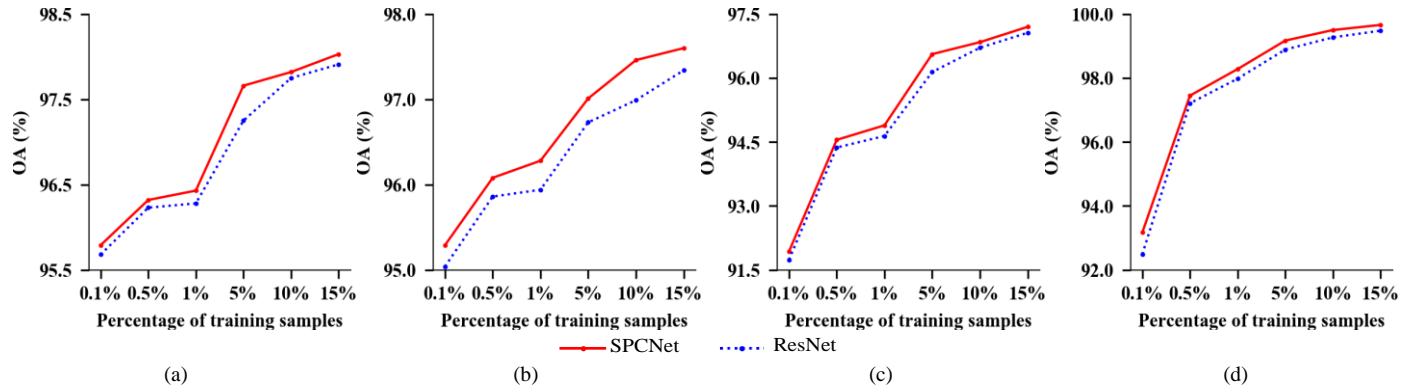 98.5
97.5
96.5
95.5
OA (%)
0.1% 0.5% 1% 5% 10% 15%
Percentage of training samples
98.0
97.0
96.0
95.0
OA (%)
0.1% 0.5% 1% 5% 10% 15%
Percentage of training samples
97.5
96.0
94.5
93.0
91.5
OA (%)
0.1% 0.5% 1% 5% 10% 15%
Percentage of training samples
100.0
98.0
96.0
94.0
92.0
OA (%)
0.1% 0.5% 1% 5% 10% 15%
Percentage of training samples
SPCNet ResNet
(a) (b) (c) (d)